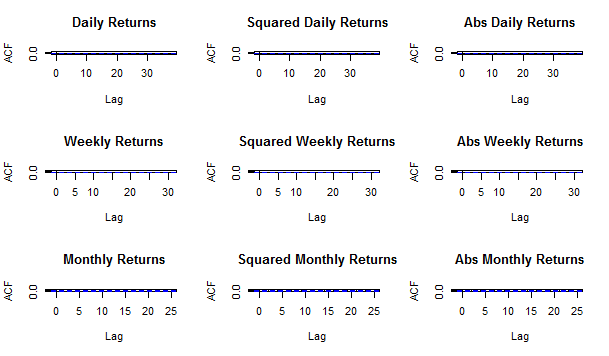 Daily Returns
ACF
0.0
0 10 20 30
Lag
Squared Daily Returns
ACF
0.0
0 10 20 30
Lag
Abs Daily Returns
ACF
0.0
0 10 20 30
Lag
Weekly Returns
ACF
0.0
0 5 10 20 30
Lag
Squared Weekly Returns
ACF
0.0
0 5 10 20 30
Lag
Abs Weekly Returns
ACF
0.0
0 5 10 20 30
Lag
Monthly Returns
ACF
0.0
0 5 10 15 20 25
Lag
Squared Monthly Returns
ACF
0.0
0 5 10 15 20 25
Lag
Abs Monthly Returns
ACF
0.0
0 5 10 15 20 25
Lag